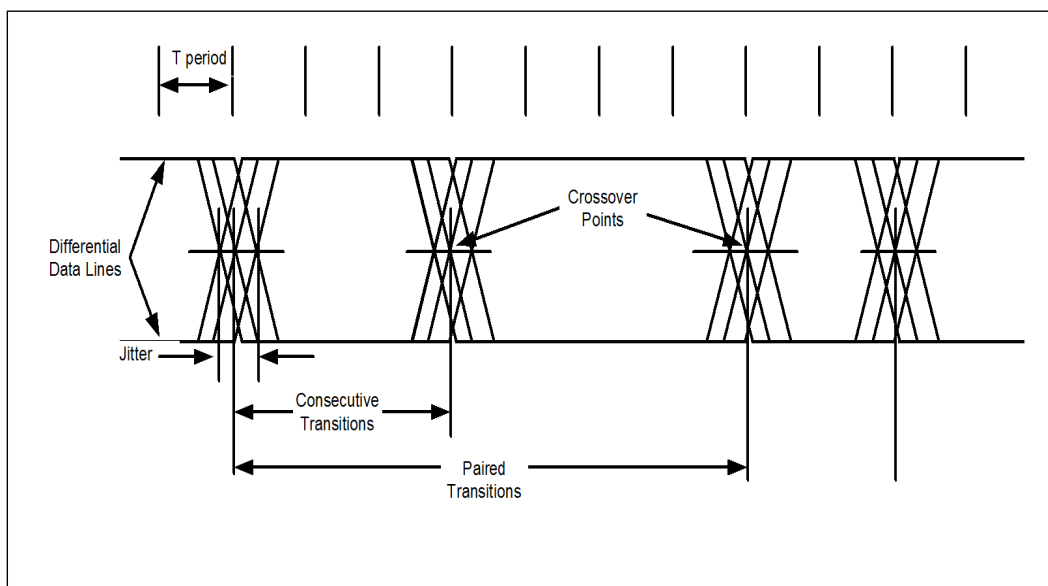 T period
Crossover
Points
Differential
Data Lines
Jitter
Consecutive
Transitions
Paired
Transitions